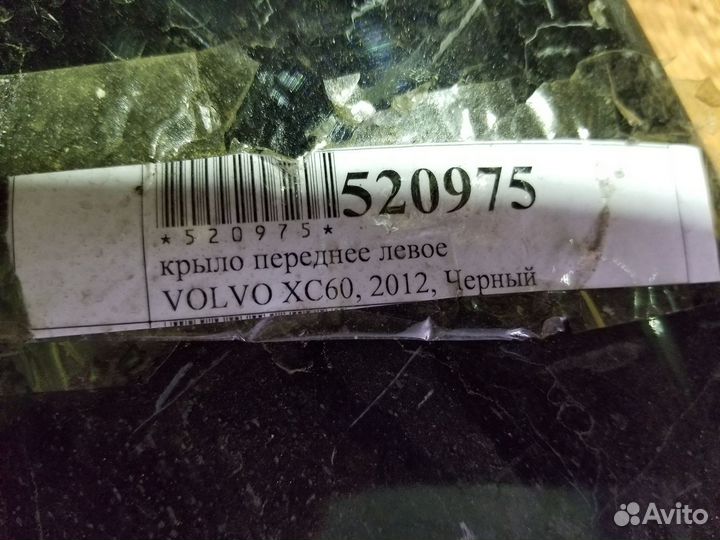 520975
*520975*
крыло переднее левое
VOLVO XC60, 2012, Черный
Avito